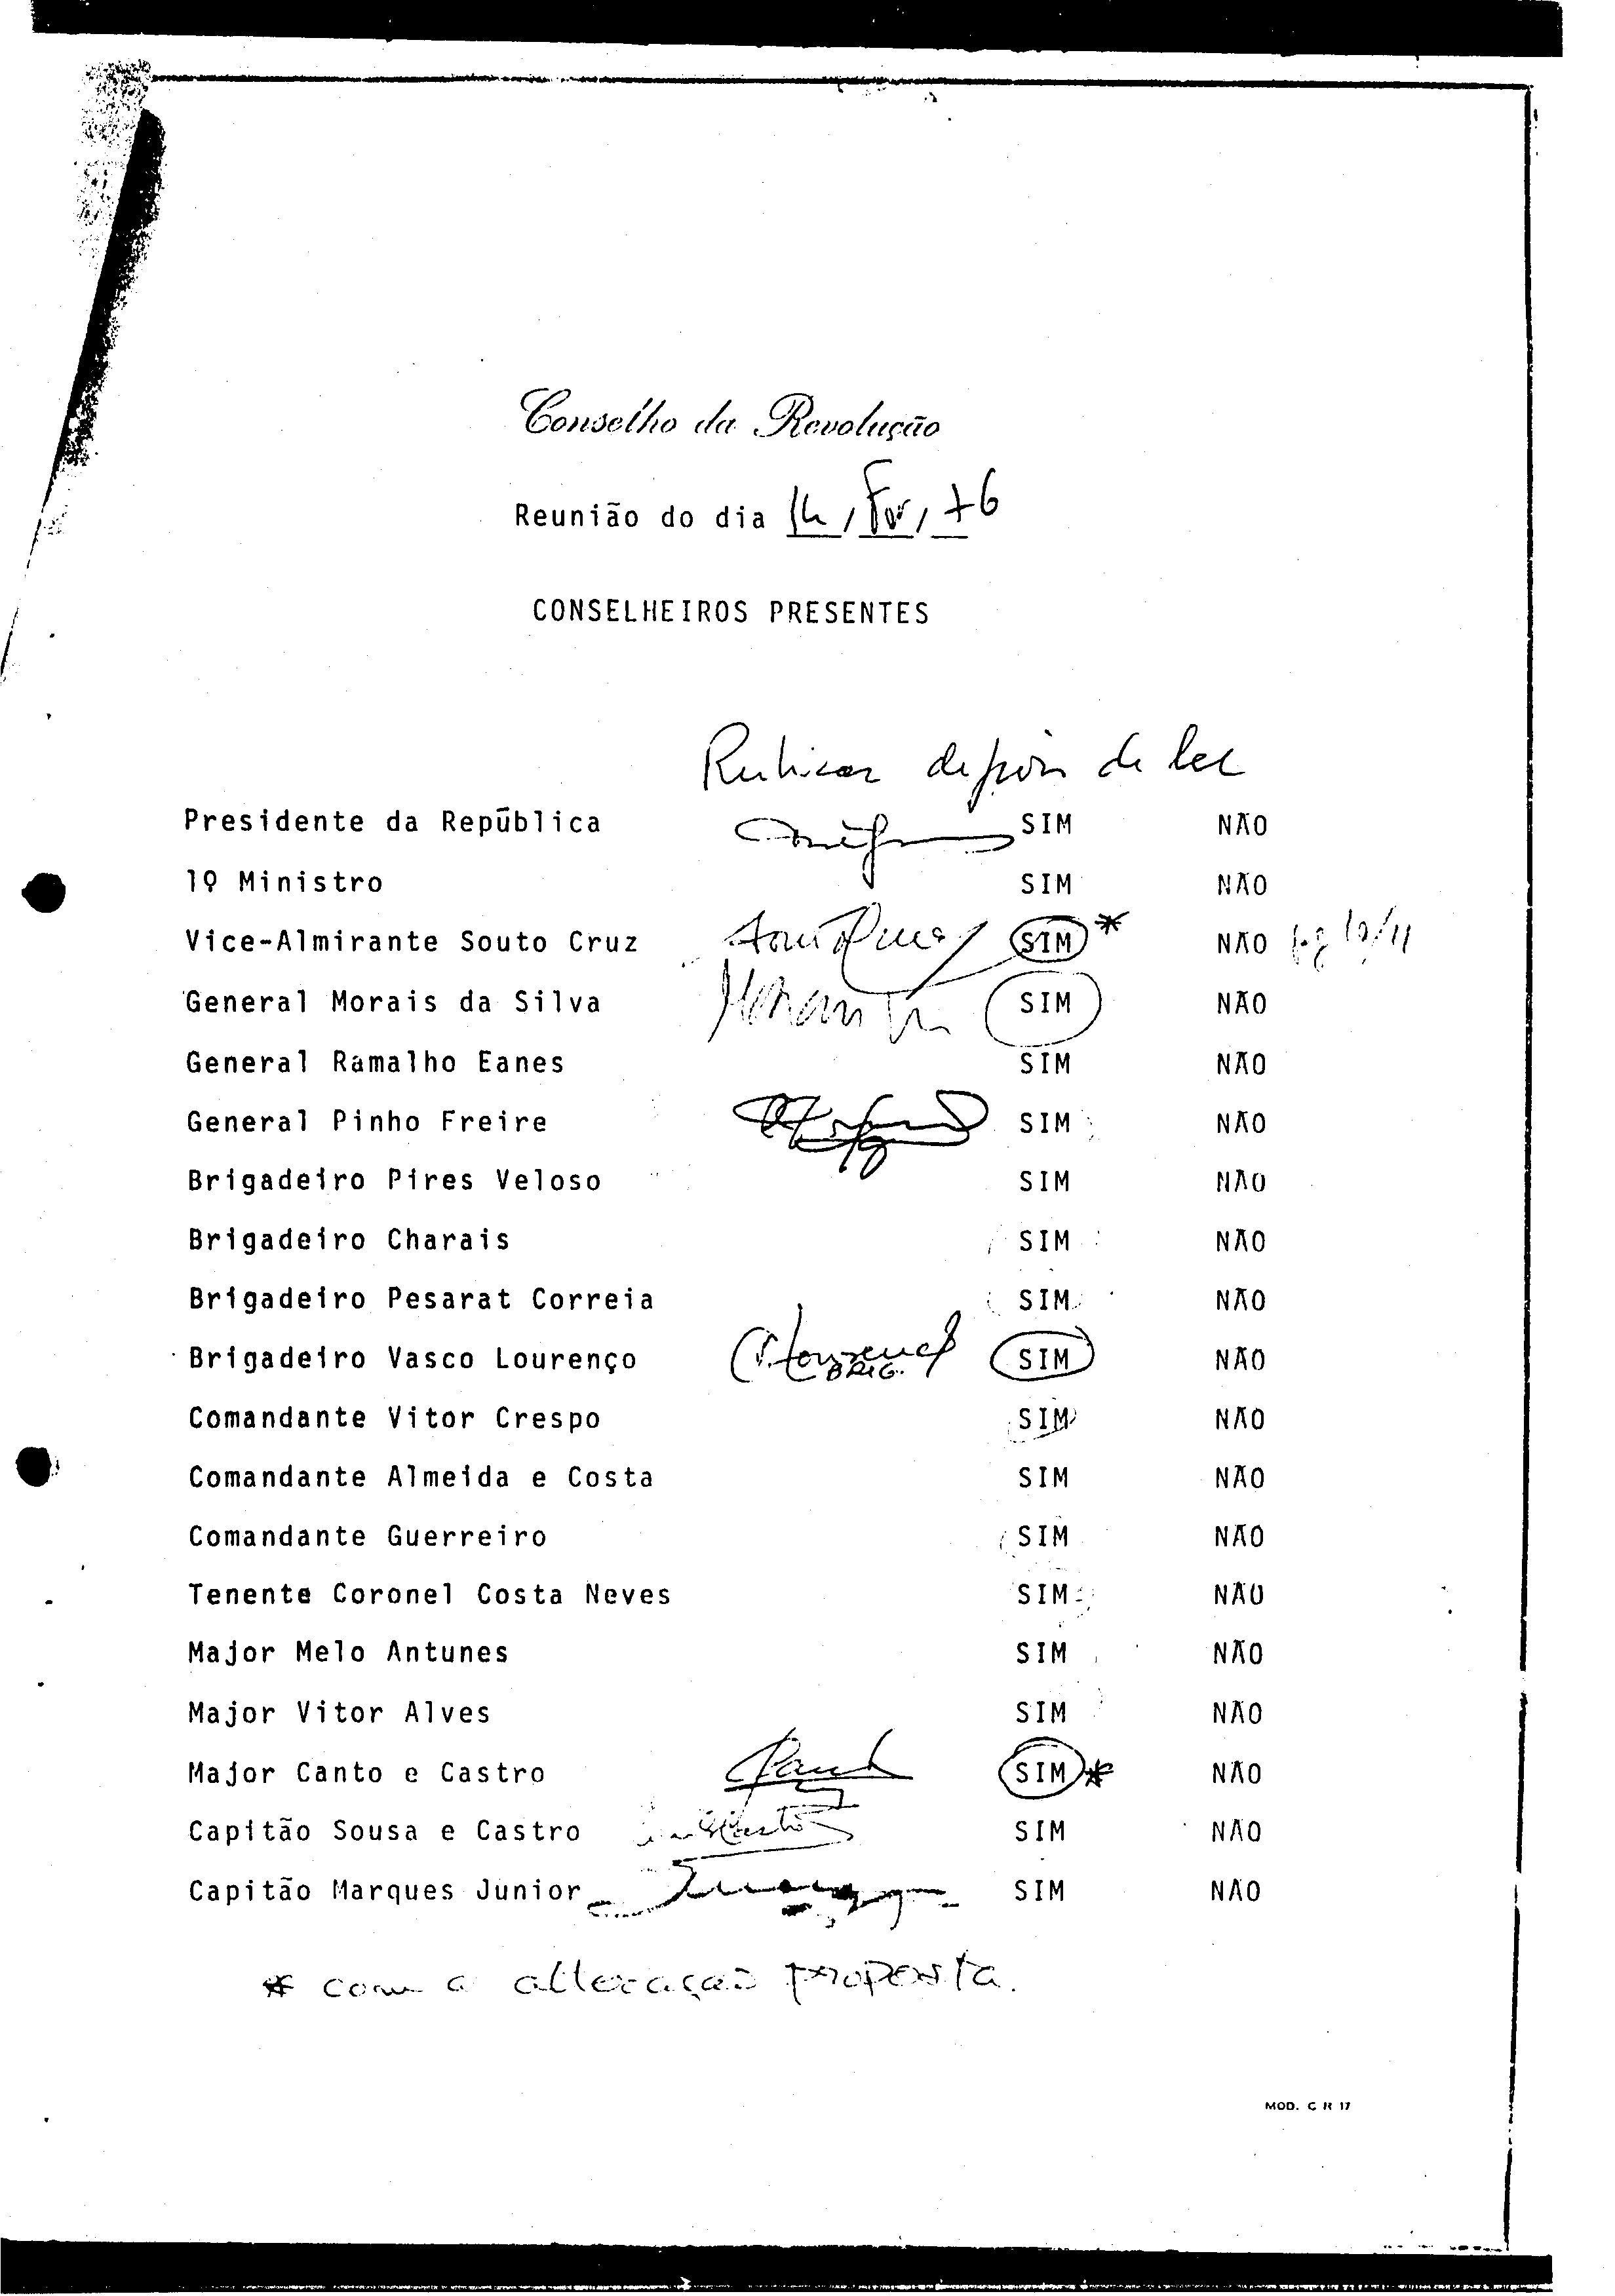 Conselho da Revolução
Reunião do dia 14, Fev, 76
CONSELHEIROS PRESENTES
Rubricar depois de ler
Presidente da República SIM NÃO
1º Ministro SIM NÃO
Vice-Almirante Souto Cruz SIM * NÃO pg 10/11
General Morais da Silva SIM NÃO
General Ramalho Eanes SIM NÃO
General Pinho Freire SIM NÃO
Brigadeiro Pires Veloso SIM NÃO
Brigadeiro Charais SIM NÃO
Brigadeiro Pesarat Correia SIM NÃO
Brigadeiro Vasco Lourenço BRIG. SIM NÃO
Comandante Vitor Crespo SIM NÃO
Comandante Almeida e Costa SIM NÃO
Comandante Guerreiro SIM NÃO
Tenente Coronel Costa Neves SIM NÃO
Major Melo Antunes SIM NÃO
Major Vitor Alves SIM NÃO
Major Canto e Castro SIM * NÃO
Capitão Sousa e Castro SIM NÃO
Capitão Marques Junior SIM NÃO
* com a alteração proposta.
MOD. C R 17